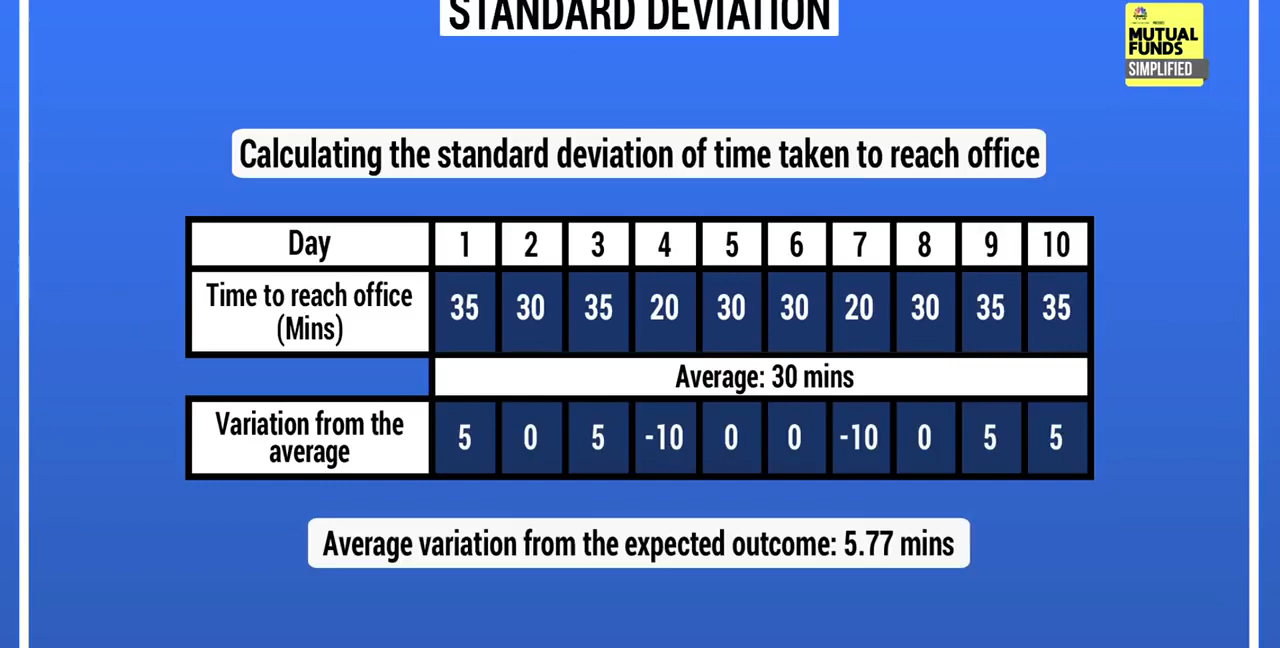 STANDARD DEVIATION
MUTUAL
FUNDS
SIMPLIFIED
Calculating the standard deviation of time taken to reach office
Day 1 2 3 4 5 6 7 8 9 10
Time to reach office
(Mins) 35 30 35 20 30 30 20 30 35 35
Average: 30 mins
Variation from the
average 5 0 5 -10 0 0 -10 0 5 5
Average variation from the expected outcome: 5.77 mins